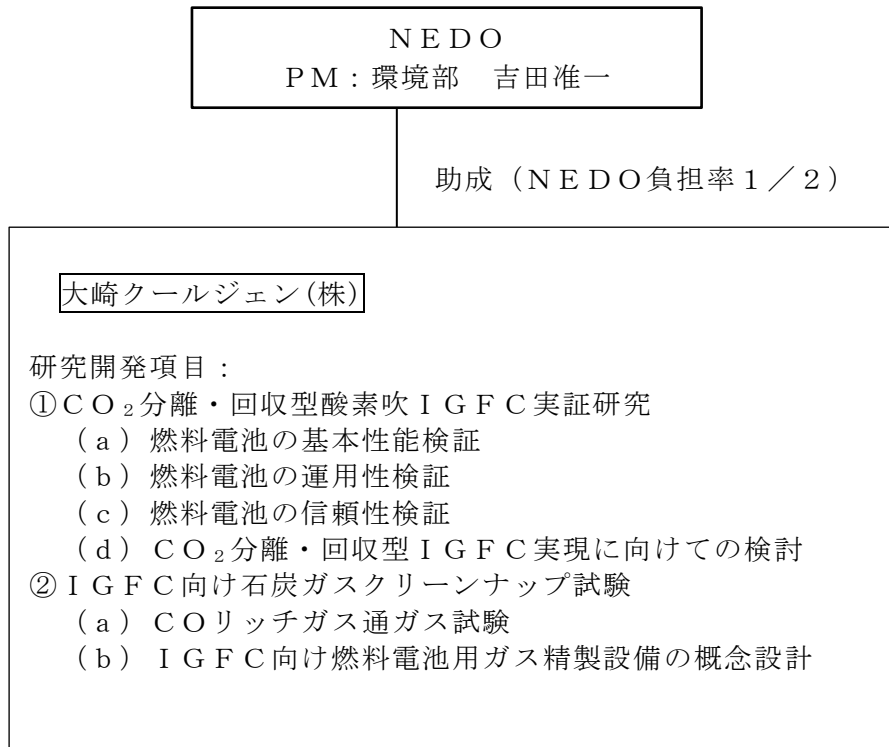 NEDO
PM:環境部 吉田准一
助成(NEDO負担率1/2)
大崎クールジェン(株)
研究開発項目:
①CO₂分離・回収型酸素吹IGFC実証研究
(a)燃料電池の基本性能検証
(b)燃料電池の運用性検証
(c)燃料電池の信頼性検証
(d)CO₂分離・回収型IGFC実現に向けての検討
②IGFC向け石炭ガスクリーンナップ試験
(a)COリッチガス通ガス試験
(b)IGFC向け燃料電池用ガス精製設備の概念設計